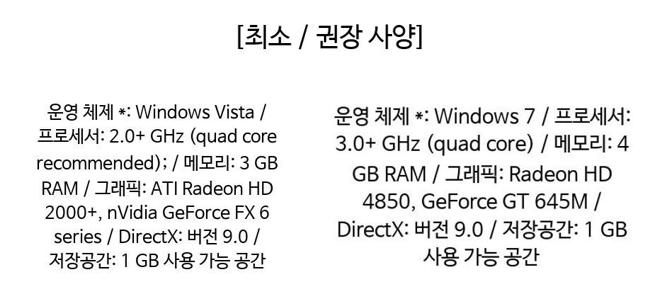 [최소 / 권장 사양]
운영 체제 *: Windows Vista /
프로세서: 2.0+ GHz (quad core
recommended); / 메모리: 3 GB
RAM / 그래픽: ATI Radeon HD
2000+, nVidia GeForce FX 6
series / DirectX: 버전 9.0 /
저장공간: 1 GB 사용 가능 공간
운영 체제 *: Windows 7 / 프로세서:
3.0+ GHz (quad core) / 메모리: 4
GB RAM / 그래픽: Radeon HD
4850, GeForce GT 645M /
DirectX: 버전 9.0 / 저장공간: 1 GB
사용 가능 공간